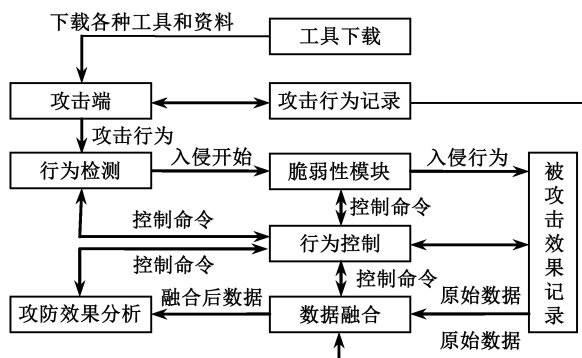 下载各种工具和资料
工具下载
攻击端
攻击行为记录
攻击行为
行为检测
入侵开始
脆弱性模块
入侵行为
被攻击效果记录
控制命令
控制命令
行为控制
控制命令
控制命令
攻防效果分析
融合后数据
数据融合
原始数据
原始数据